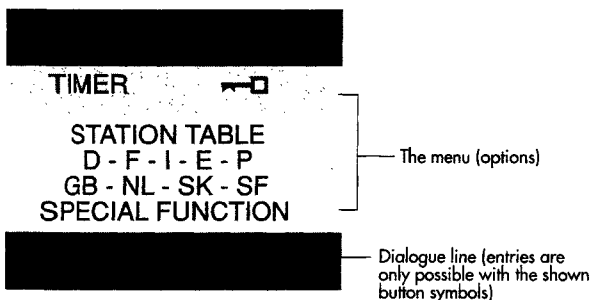 TIMER
STATION TABLE
D - F - I - E - P
GB - NL - SK - SF
SPECIAL FUNCTION
The menu (options)
Dialogue line (entries are
only possible with the shown
button symbols)